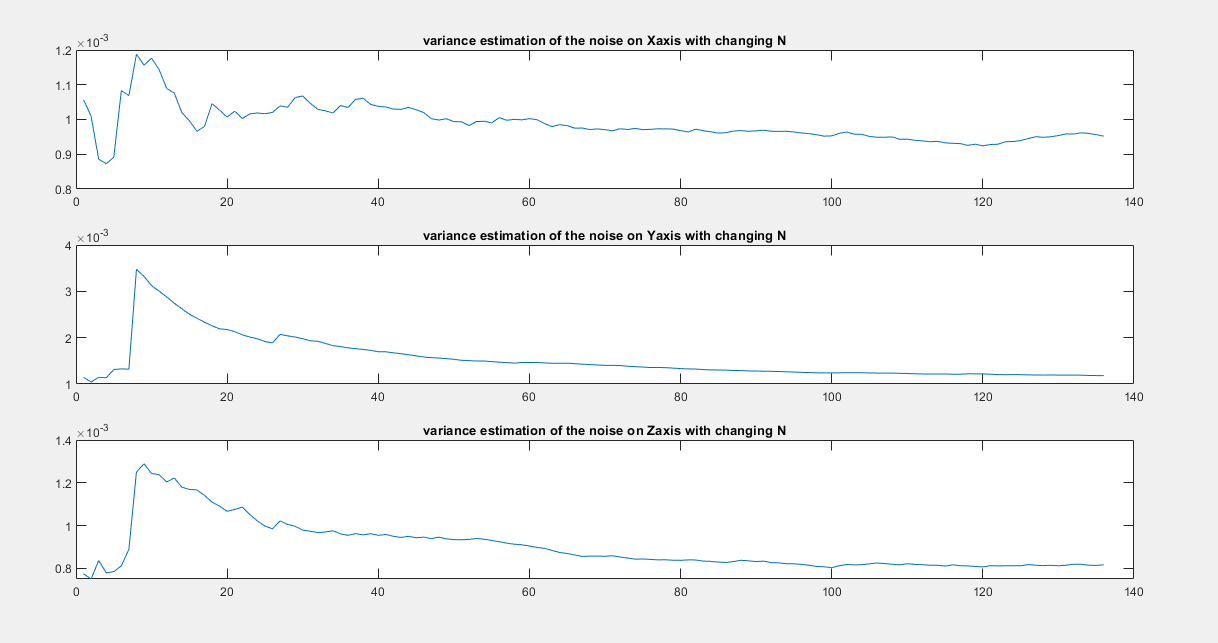 variance estimation of the noise on Xaxis with changing N
×10⁻³
1.2
1.1
1
0.9
0.8
0 20 40 60 80 100 120 140
variance estimation of the noise on Yaxis with changing N
×10⁻³
4
3
2
1
0 20 40 60 80 100 120 140
variance estimation of the noise on Zaxis with changing N
×10⁻³
1.4
1.2
1
0.8
0 20 40 60 80 100 120 140